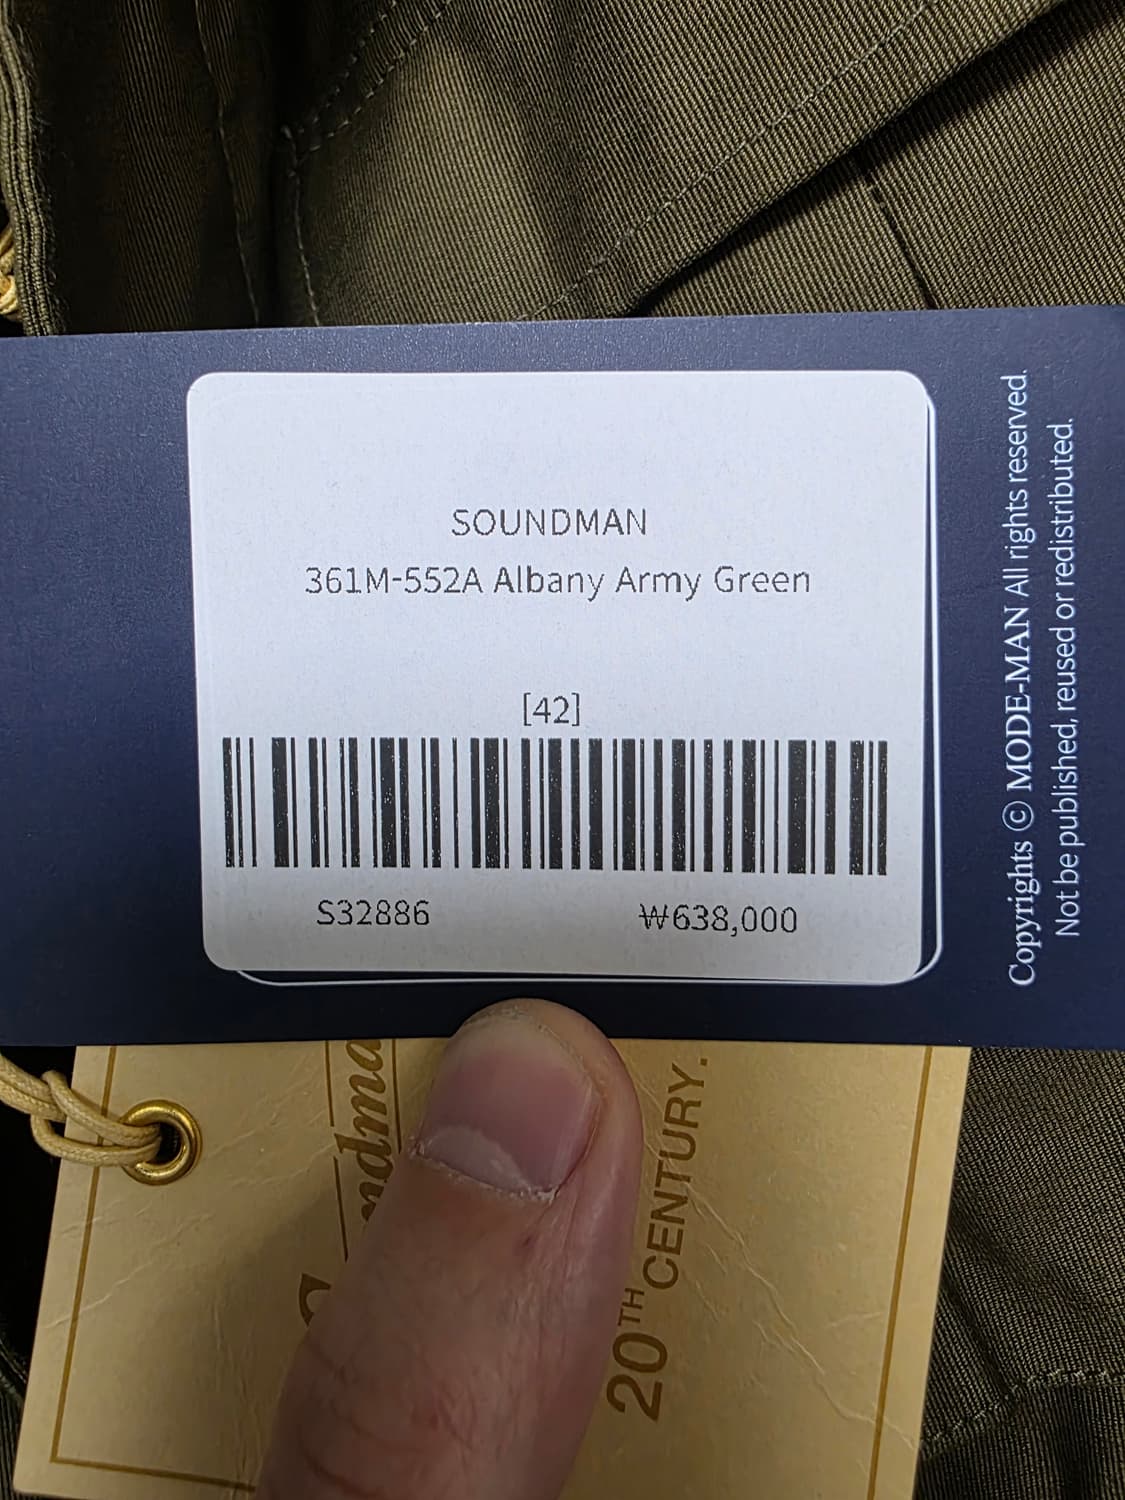 SOUNDMAN
361M-552A Albany Army Green
[42]
S32886 ₩638,000
Copyrights © MODE-MAN All rights reserved.
Not be published, reused or redistributed.
20TH CENTURY.